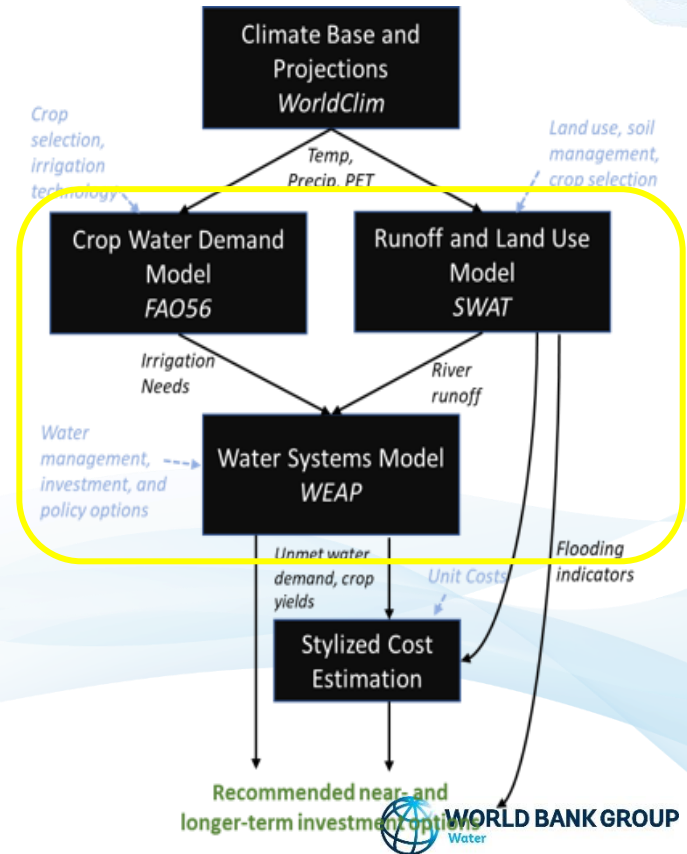 Climate Base and
Projections
WorldClim
Crop
selection,
irrigation
technology
Temp,
Precip, PET
Land use, soil
management,
crop selection
Crop Water Demand
Model
FAO56
Runoff and Land Use
Model
SWAT
Irrigation
Needs
River
runoff
Water
management,
investment, and
policy options
Water Systems Model
WEAP
Unmet water
demand, crop
yields
Unit Costs
Flooding
indicators
Stylized Cost
Estimation
Recommended near- and
longer-term investment options
WORLD BANK GROUP
Water